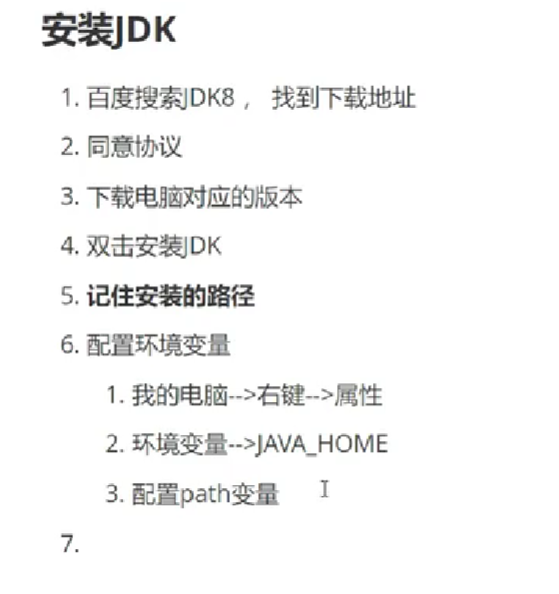 安装JDK
1. 百度搜索JDK8 ， 找到下载地址
2. 同意协议
3. 下载电脑对应的版本
4. 双击安装JDK
5. 记住安装的路径
6. 配置环境变量
1. 我的电脑-->右键-->属性
2. 环境变量-->JAVA_HOME
3. 配置path变量
7.